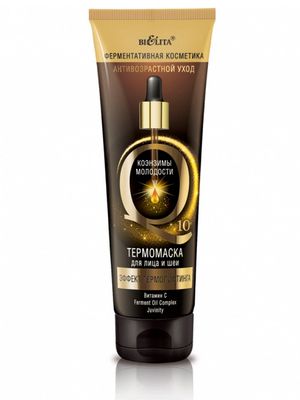 BIELITA®
ФЕРМЕНТАТИВНАЯ КОСМЕТИКА
АНТИВОЗРАСТНОЙ УХОД
КОЭНЗИМЫ
МОЛОДОСТИ
Q10
ТЕРМОМАСКА
для лица и шеи
ЭФФЕКТ ТЕРМОЛИФТИНГА
Витамин С
Ferment Oil Complex
Juvinity